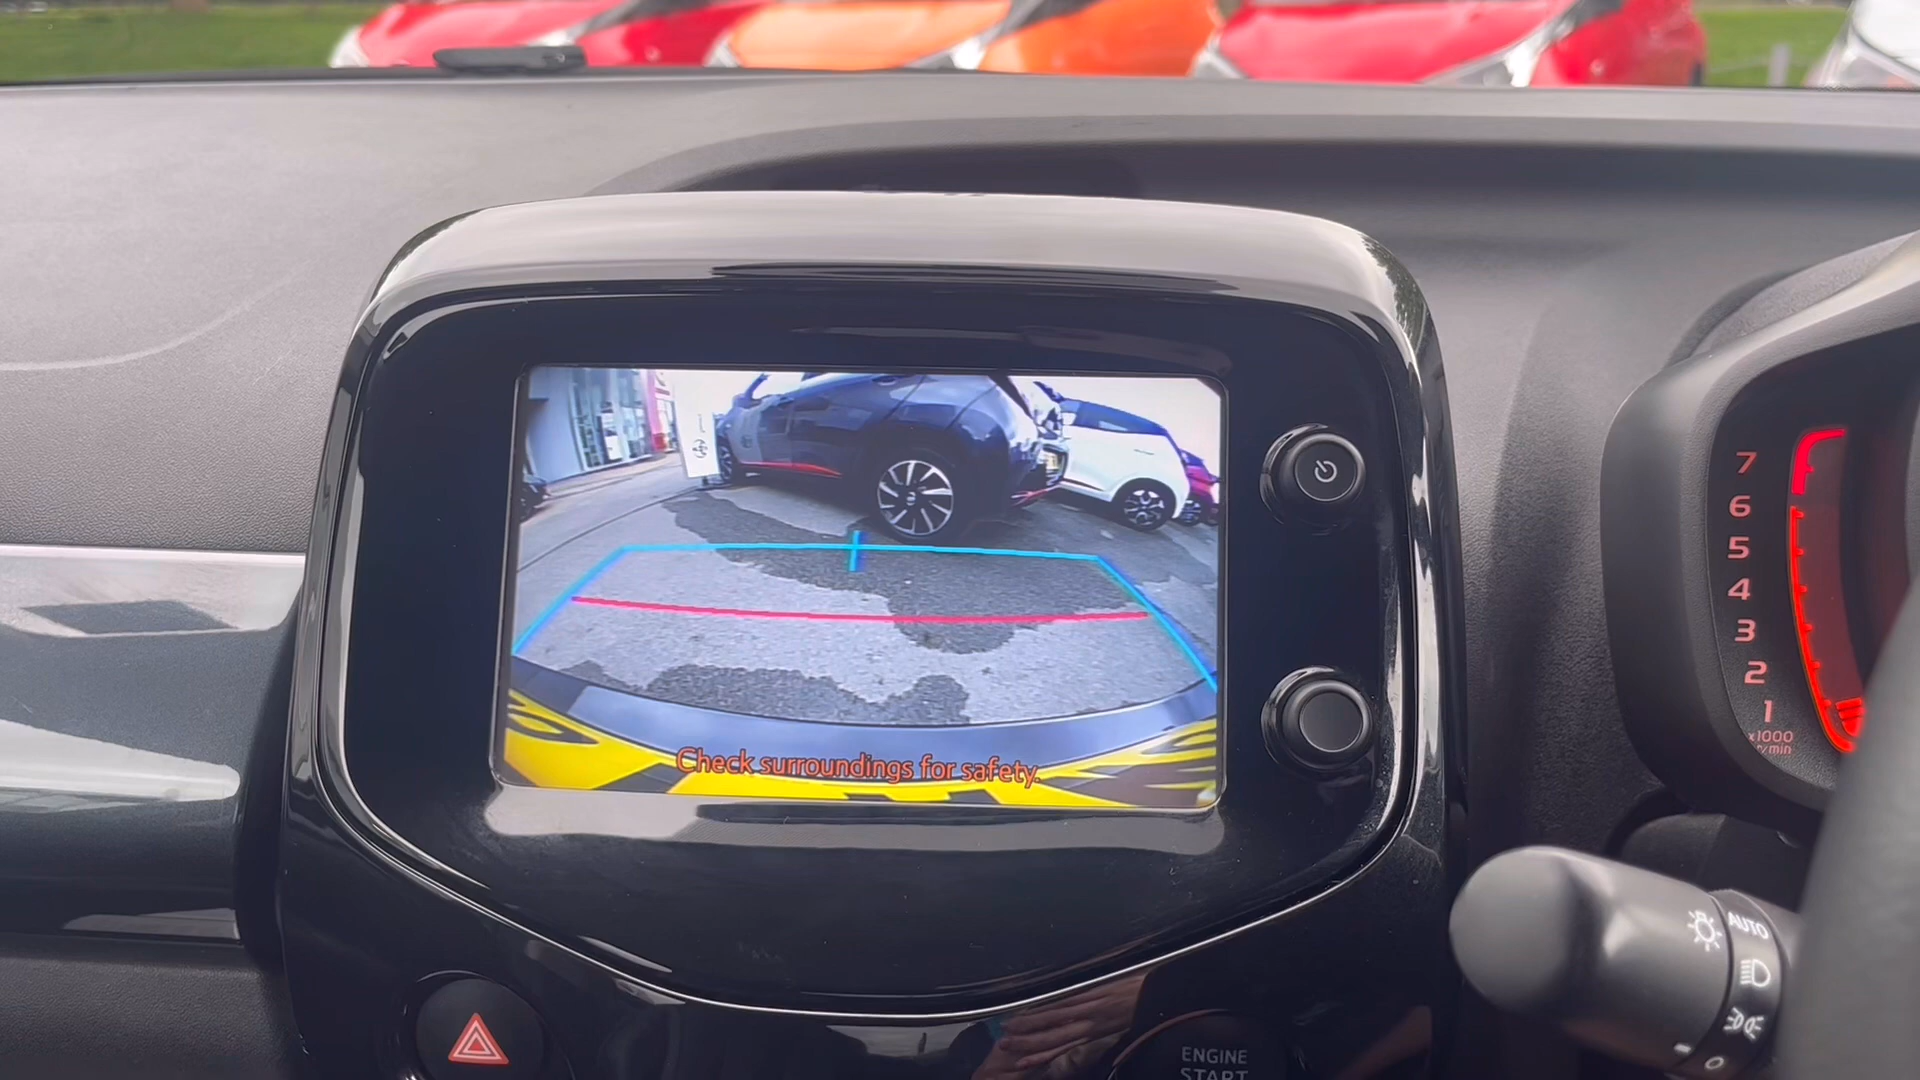 Check surroundings for safety.
7
6
5
4
3
2
1
x1000
r/min
AUTO
ENGINE
START